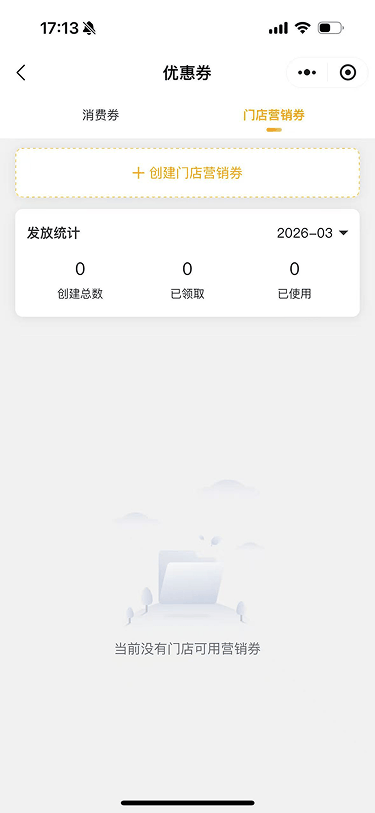 17:13
优惠券
消费券
门店营销券
＋ 创建门店营销券
发放统计
2026-03
0
0
0
创建总数
已领取
已使用
当前没有门店可用营销券